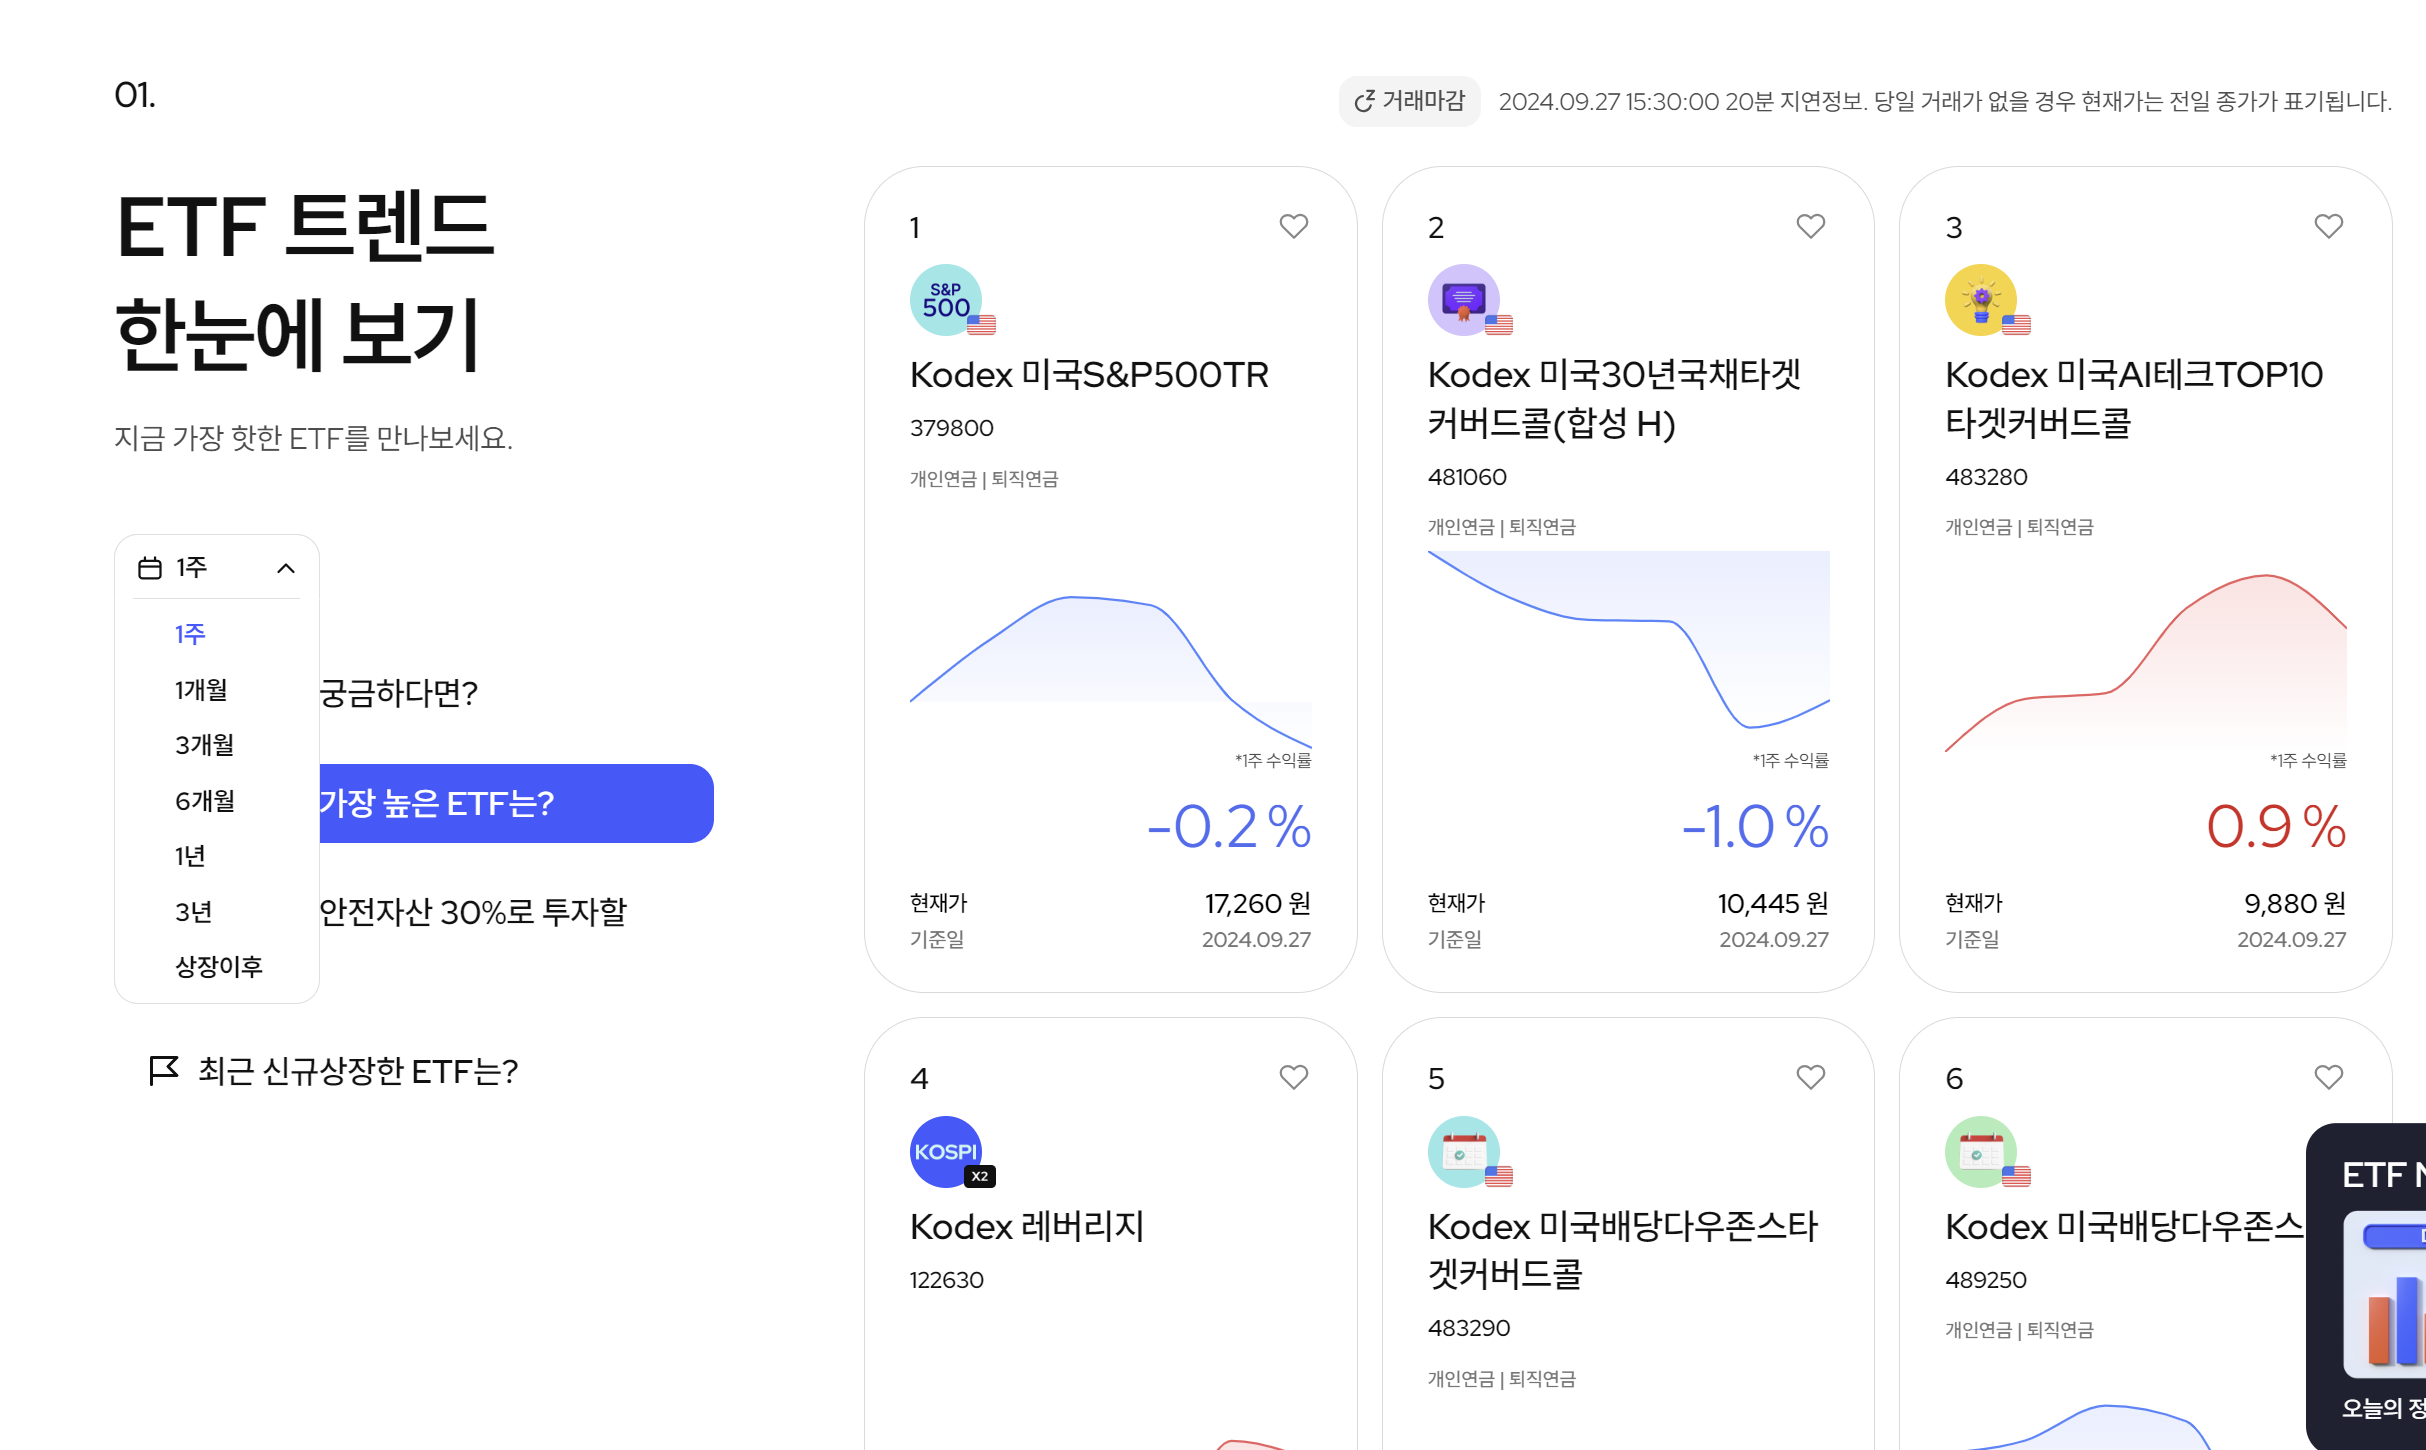 01.
ETF 트렌드
한눈에 보기
지금 가장 핫한 ETF를 만나보세요.
1주
1주
1개월
3개월
6개월
1년
3년
상장이후
궁금하다면?
가장 높은 ETF는?
안전자산 30%로 투자할
최근 신규상장한 ETF는?
거래마감
2024.09.27 15:30:00 20분 지연정보. 당일 거래가 없을 경우 현재가는 전일 종가가 표기됩니다.
1
S&P
500
Kodex 미국S&P500TR
379800
개인연금 | 퇴직연금
*1주 수익률
-0.2 %
현재가 17,260 원
기준일 2024.09.27
2
Kodex 미국30년국채타겟
커버드콜(합성 H)
481060
개인연금 | 퇴직연금
*1주 수익률
-1.0 %
현재가 10,445 원
기준일 2024.09.27
3
Kodex 미국AI테크TOP10
타겟커버드콜
483280
개인연금 | 퇴직연금
*1주 수익률
0.9 %
현재가 9,880 원
기준일 2024.09.27
4
KOSPI
X2
Kodex 레버리지
122630
5
Kodex 미국배당다우존스타
겟커버드콜
483290
개인연금 | 퇴직연금
6
Kodex 미국배당다우존스
489250
개인연금 | 퇴직연금
ETF
오늘의